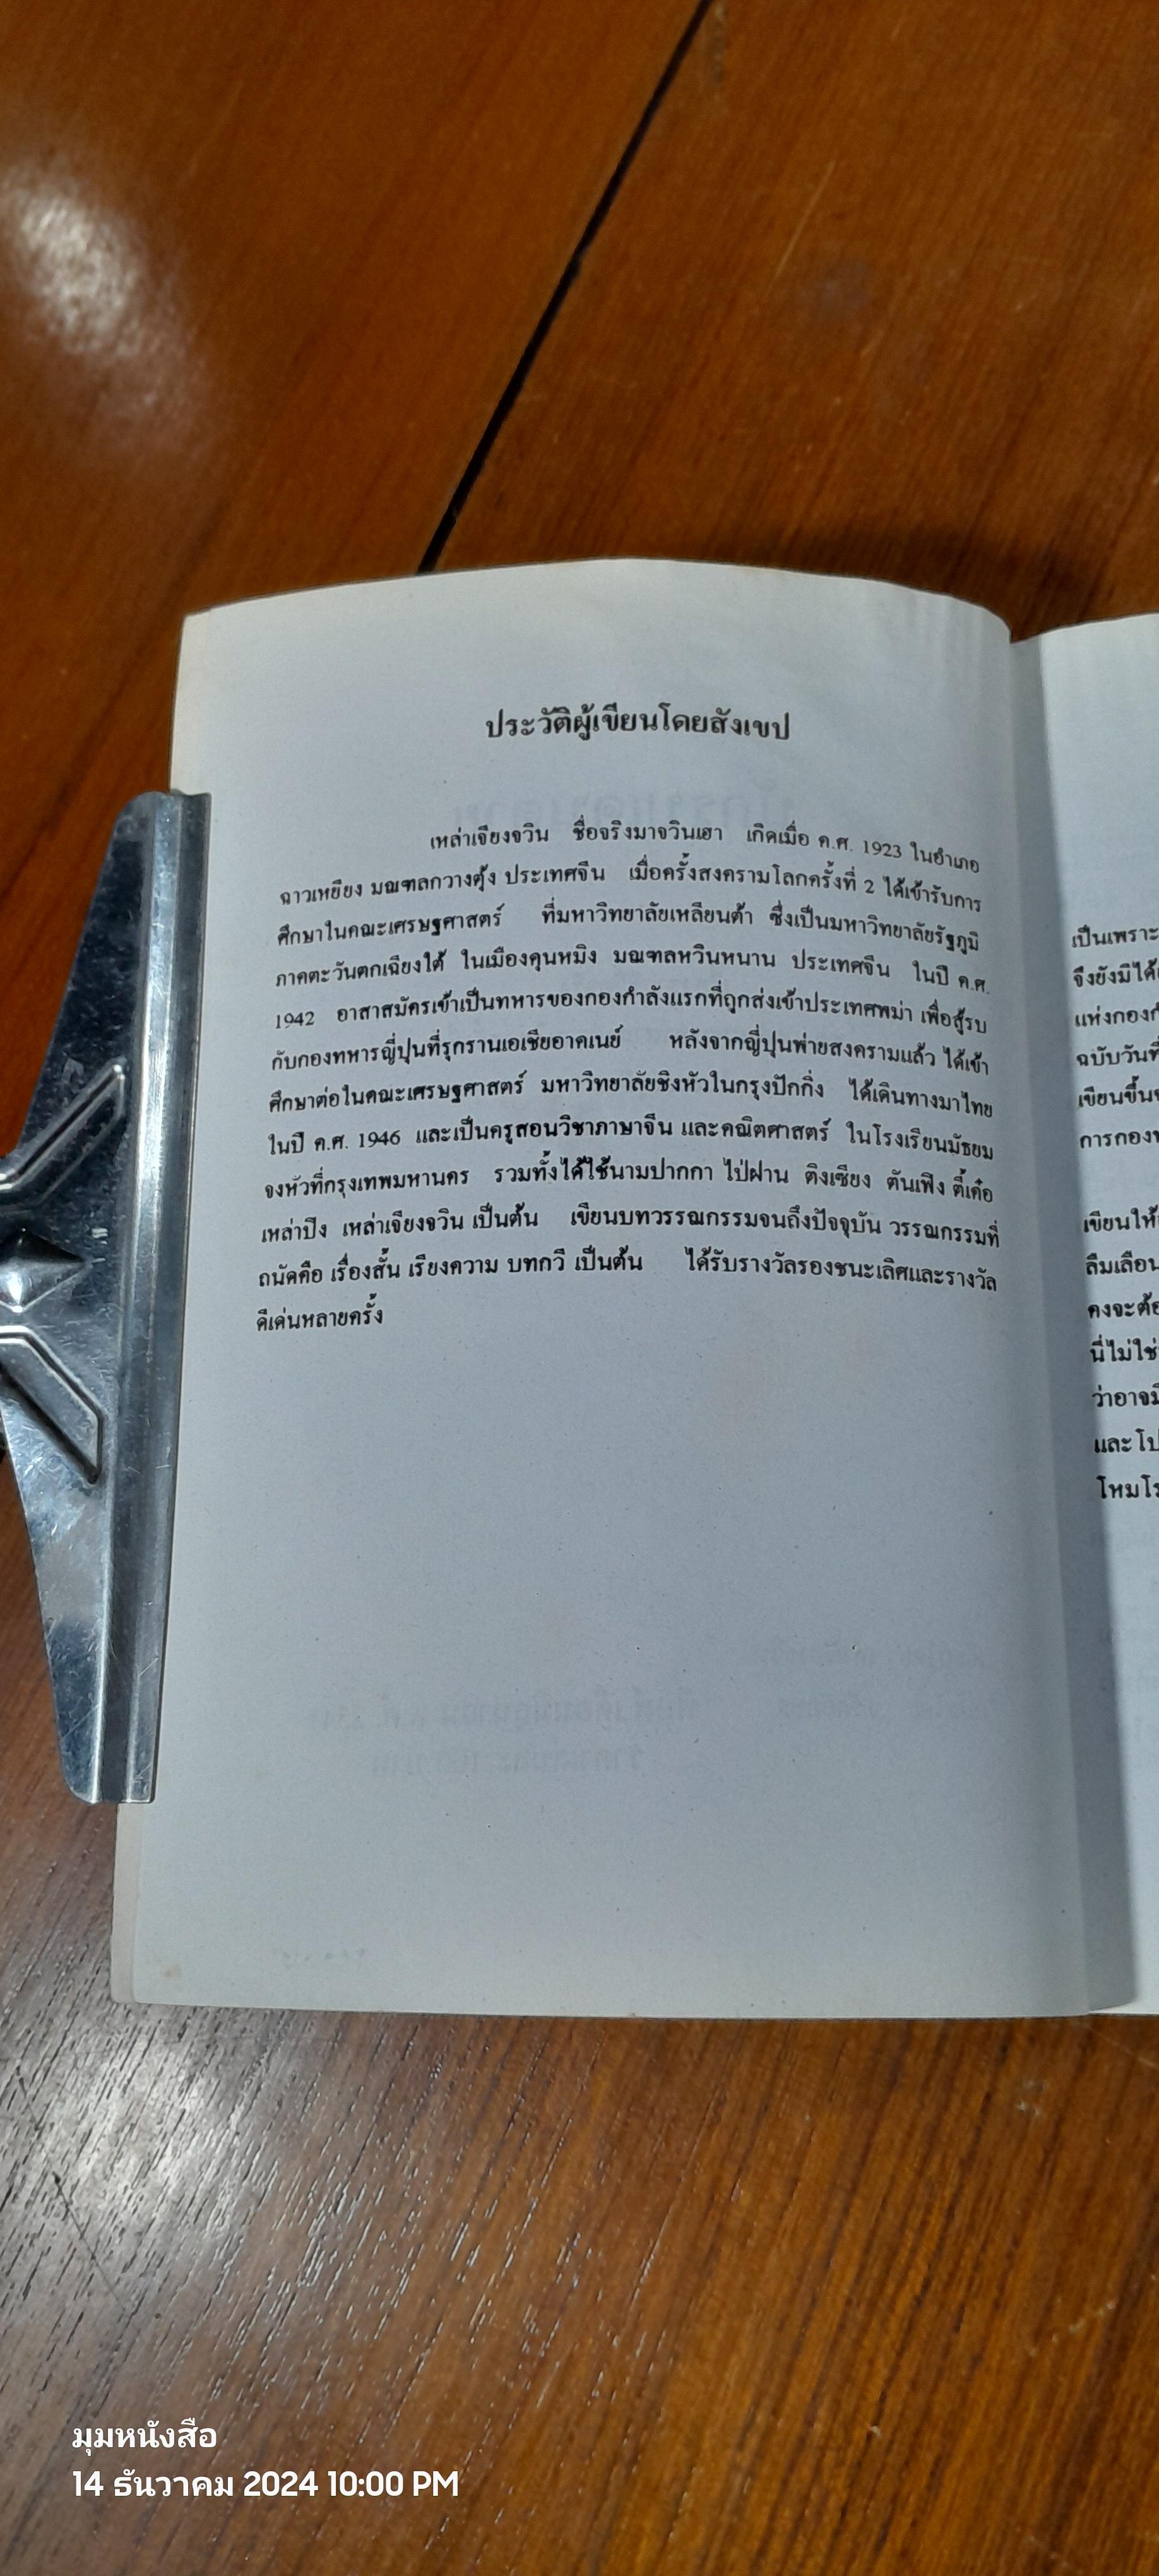 ประวัติผู้เขียนโดยสังเขป
เหล่าเจียงจวิน ชื่อจริงมาจวินเฮา เกิดเมื่อ ค.ศ. 1923 ในอำเภอ
ฉาวเหยียง มณฑลกวางตุ้ง ประเทศจีน เมื่อครั้งสงครามโลกครั้งที่ 2 ได้เข้ารับการ
ศึกษาในคณะเศรษฐศาสตร์ ที่มหาวิทยาลัยเหลียนต้า ซึ่งเป็นมหาวิทยาลัยรัฐภูมิ
ภาคตะวันตกเฉียงใต้ ในเมืองคุนหมิง มณฑลหวินหนาน ประเทศจีน ในปี ค.ศ.
1942 อาสาสมัครเข้าเป็นทหารของกองกำลังแรกที่ถูกส่งเข้าประเทศพม่า เพื่อสู้รบ
กับกองทหารญี่ปุ่นที่รุกรานเอเชียอาคเนย์ หลังจากญี่ปุ่นพ่ายสงครามแล้ว ได้เข้า
ศึกษาต่อในคณะเศรษฐศาสตร์ มหาวิทยาลัยชิงหัวในกรุงปักกิ่ง ได้เดินทางมาไทย
ในปี ค.ศ. 1946 และเป็นครูสอนวิชาภาษาจีน และคณิตศาสตร์ ในโรงเรียนมัธยม
จงหัวที่กรุงเทพมหานคร รวมทั้งได้ใช้นามปากกา ไป่ฝาน ติงเซียง ตันเฟิง ตี้เค๋อ
เหล่าปิง เหล่าเจียงจวิน เป็นต้น เขียนบทวรรณกรรมจนถึงปัจจุบัน วรรณกรรมที่
ถนัดคือ เรื่องสั้น เรียงความ บทกวี เป็นต้น ได้รับรางวัลรองชนะเลิศและรางวัล
ดีเด่นหลายครั้ง
เป็นเพราะ
จึงยังมิได้
แห่งกอง
ฉบับวันที่
เขียนขึ้น
การกอง
เขียนให้
ลืมเลือน
คงจะต้อ
นี่ไม่ใช่
ว่าอาจมี
และโป
โหมโร
มุมหนังสือ
14 ธันวาคม 2024 10:00 PM